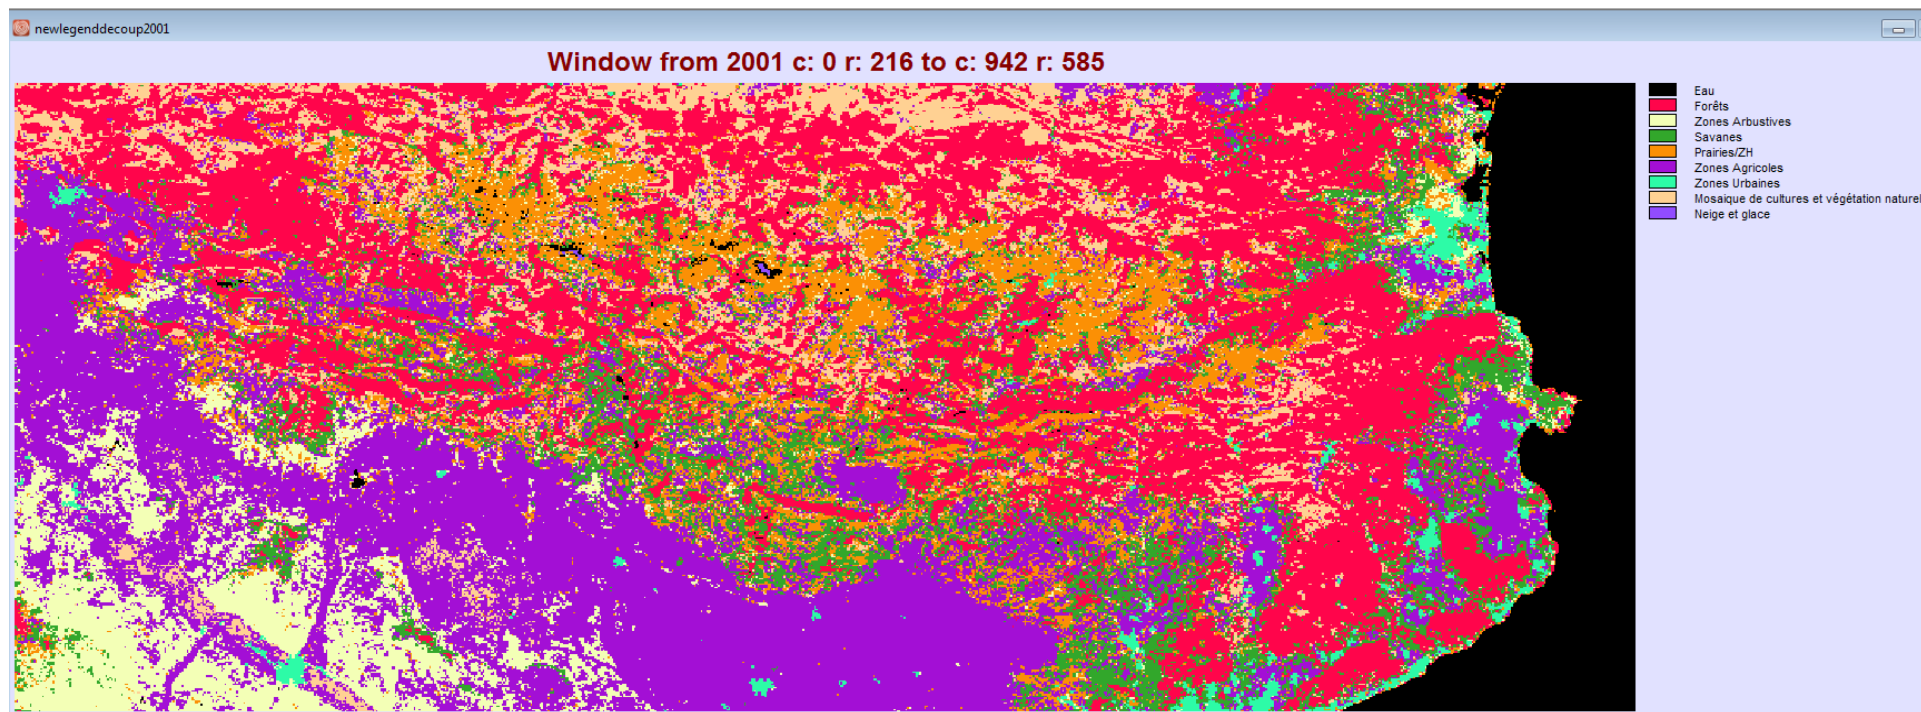 newlegenddecoup2001
Window from 2001 c: 0 r: 216 to c: 942 r: 585
Eau
Forêts
Zones Arbustives
Savanes
Prairies/ZH
Zones Agricoles
Zones Urbaines
Mosaique de cultures et végétation naturel
Neige et glace